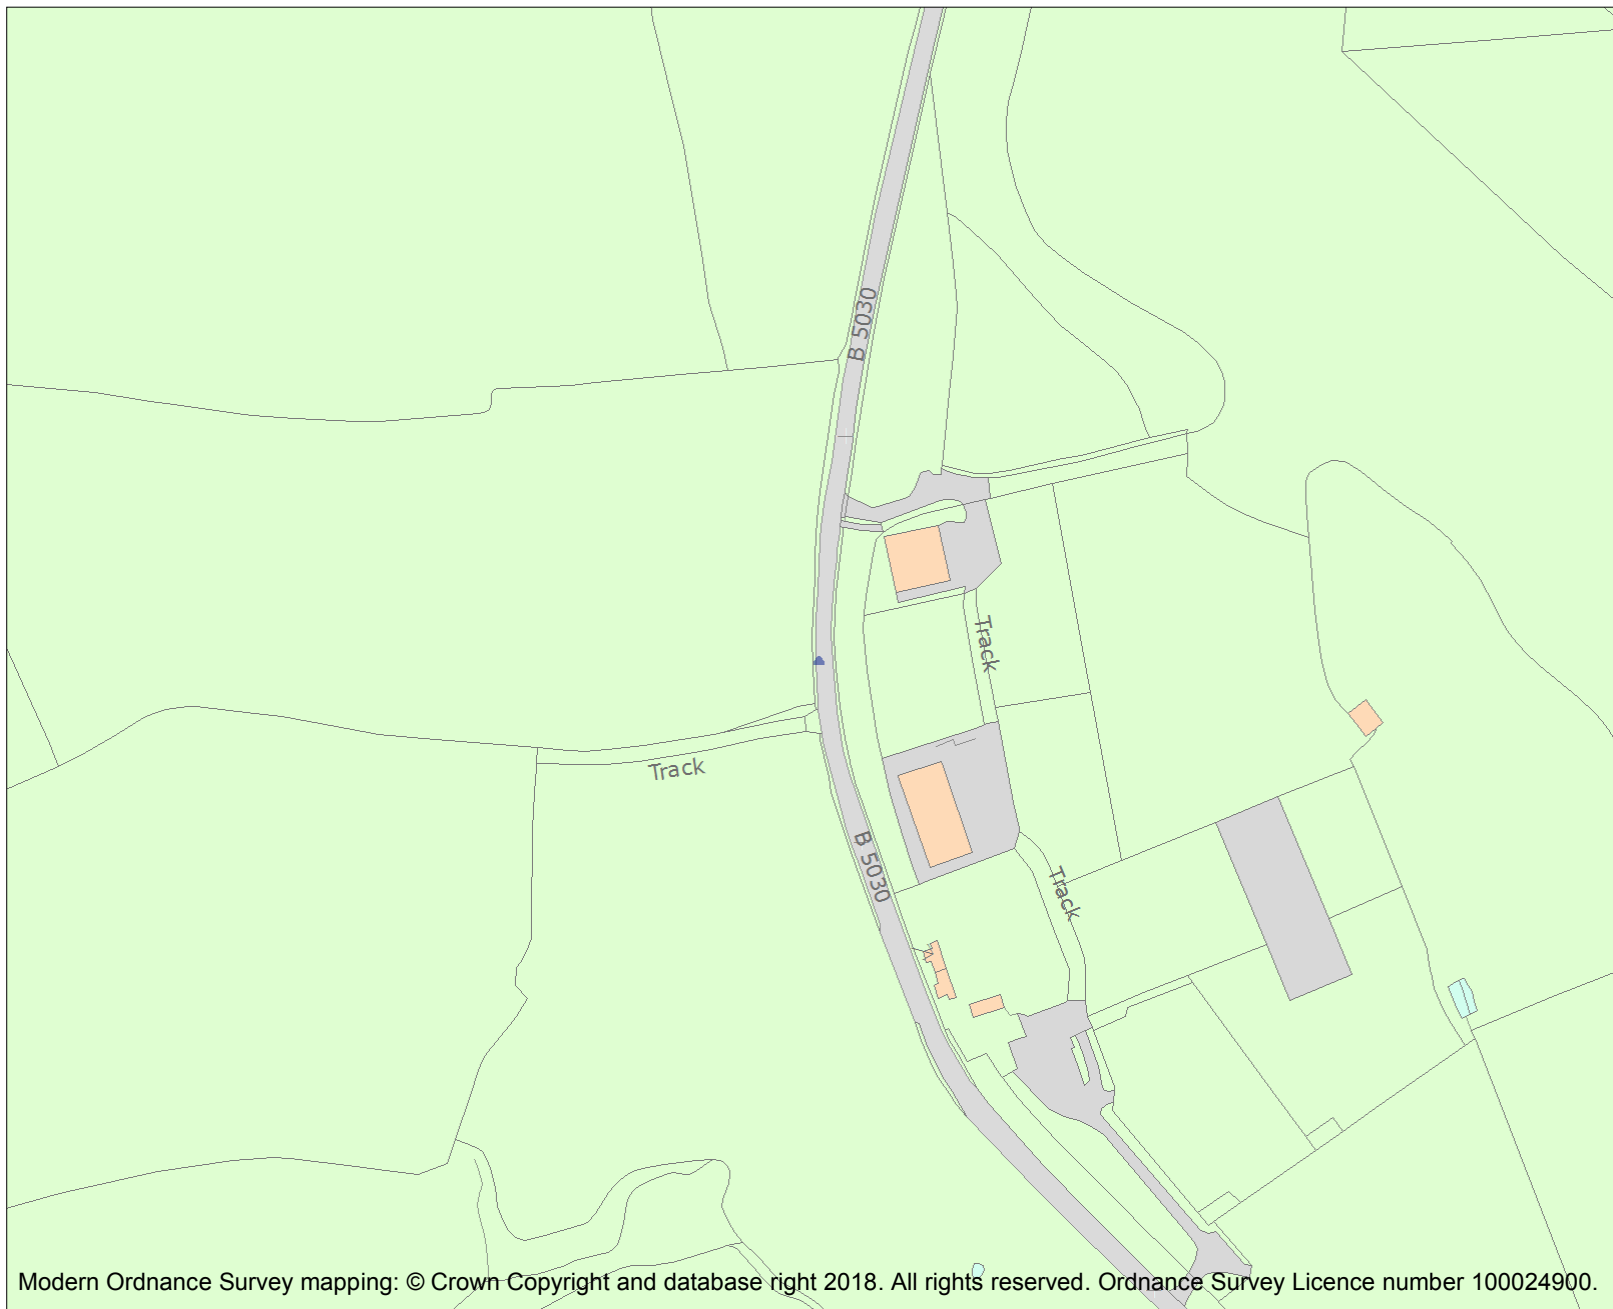 B 5030
Track
Track
B 5030
Track
Modern Ordnance Survey mapping: © Crown Copyright and database right 2018. All rights reserved. Ordnance Survey Licence number 100024900.